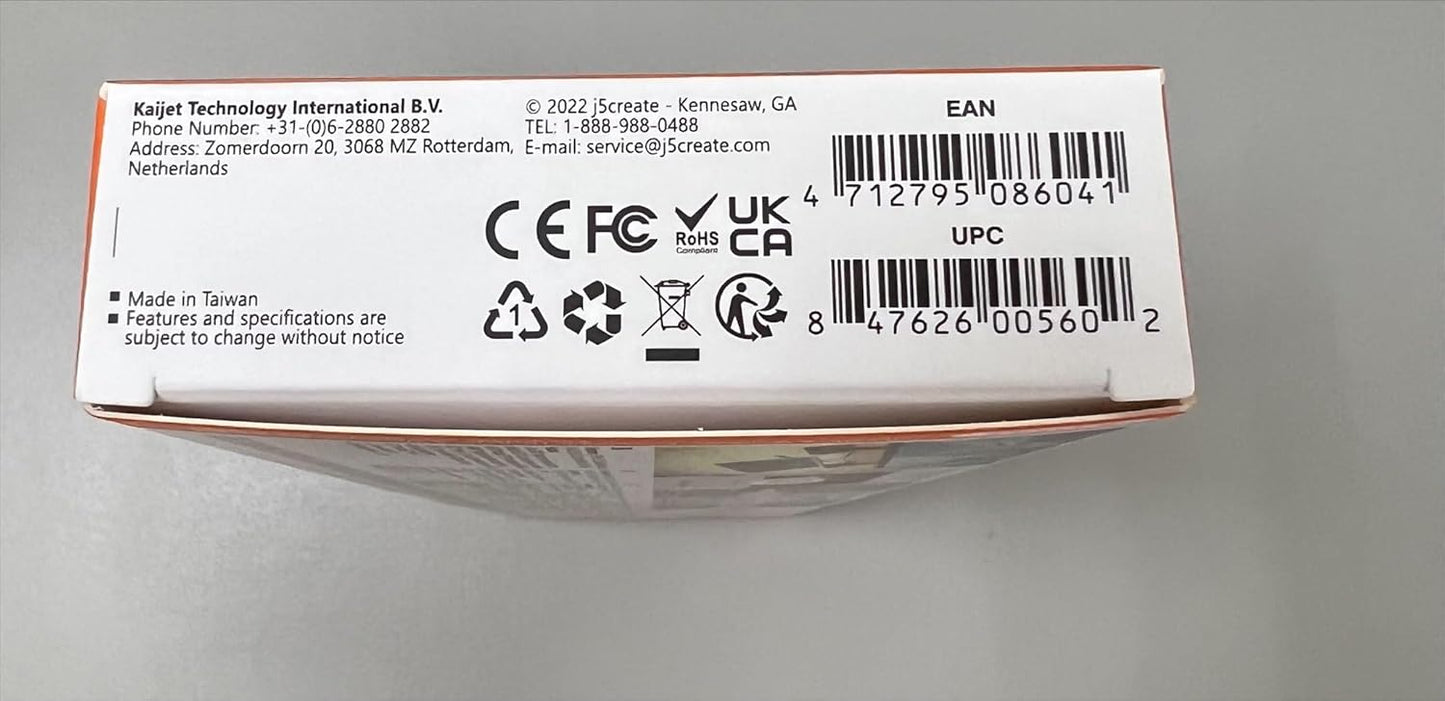 Kaijet Technology International B.V.
Phone Number: +31-(0)6-2880 2882
Address: Zomerdoorn 20, 3068 MZ Rotterdam,
Netherlands
© 2022 j5create - Kennesaw, GA
TEL: 1-888-988-0488
E-mail: service@j5create.com
EAN
4 712795 086041
UPC
8 47626 00560 2
CE FC RoHS Compliant UK CA
1
■ Made in Taiwan
■ Features and specifications are
subject to change without notice